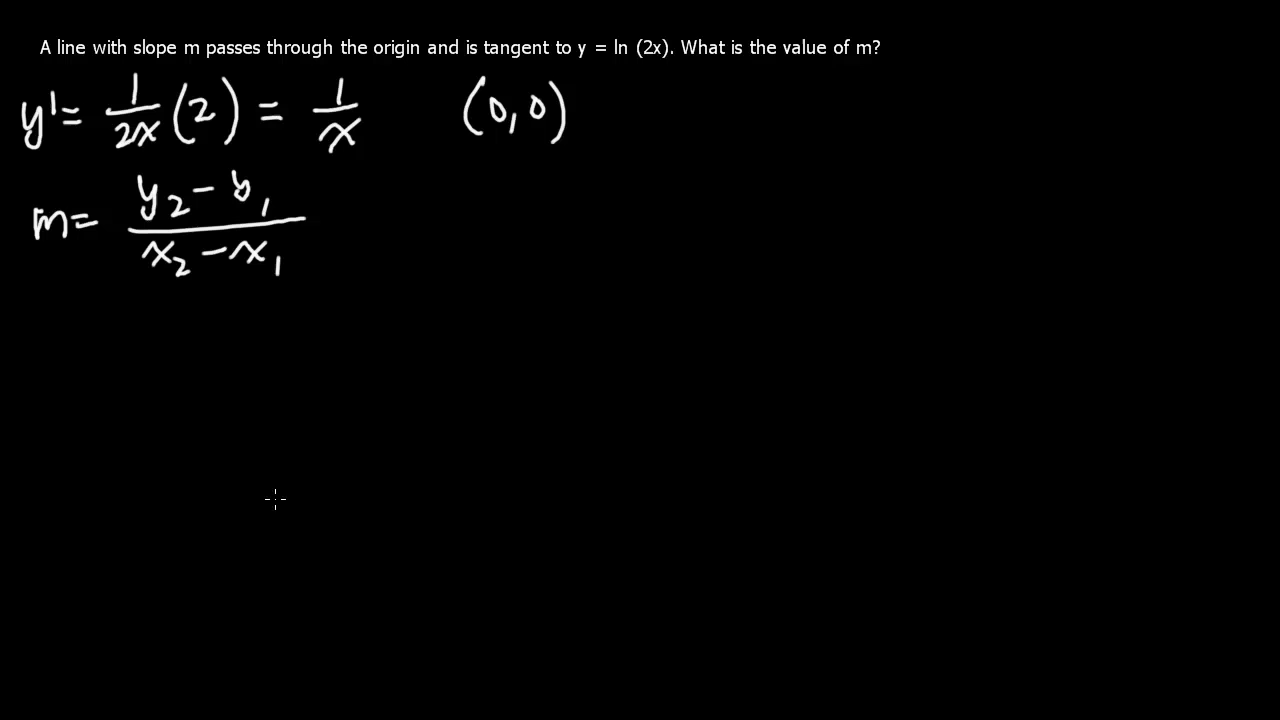 A line with slope m passes through the origin and is tangent to y = ln (2x). What is the value of m?
y' = 1/2x (2) = 1/x (0,0)
m = y₂ - y₁ / x₂ - x₁